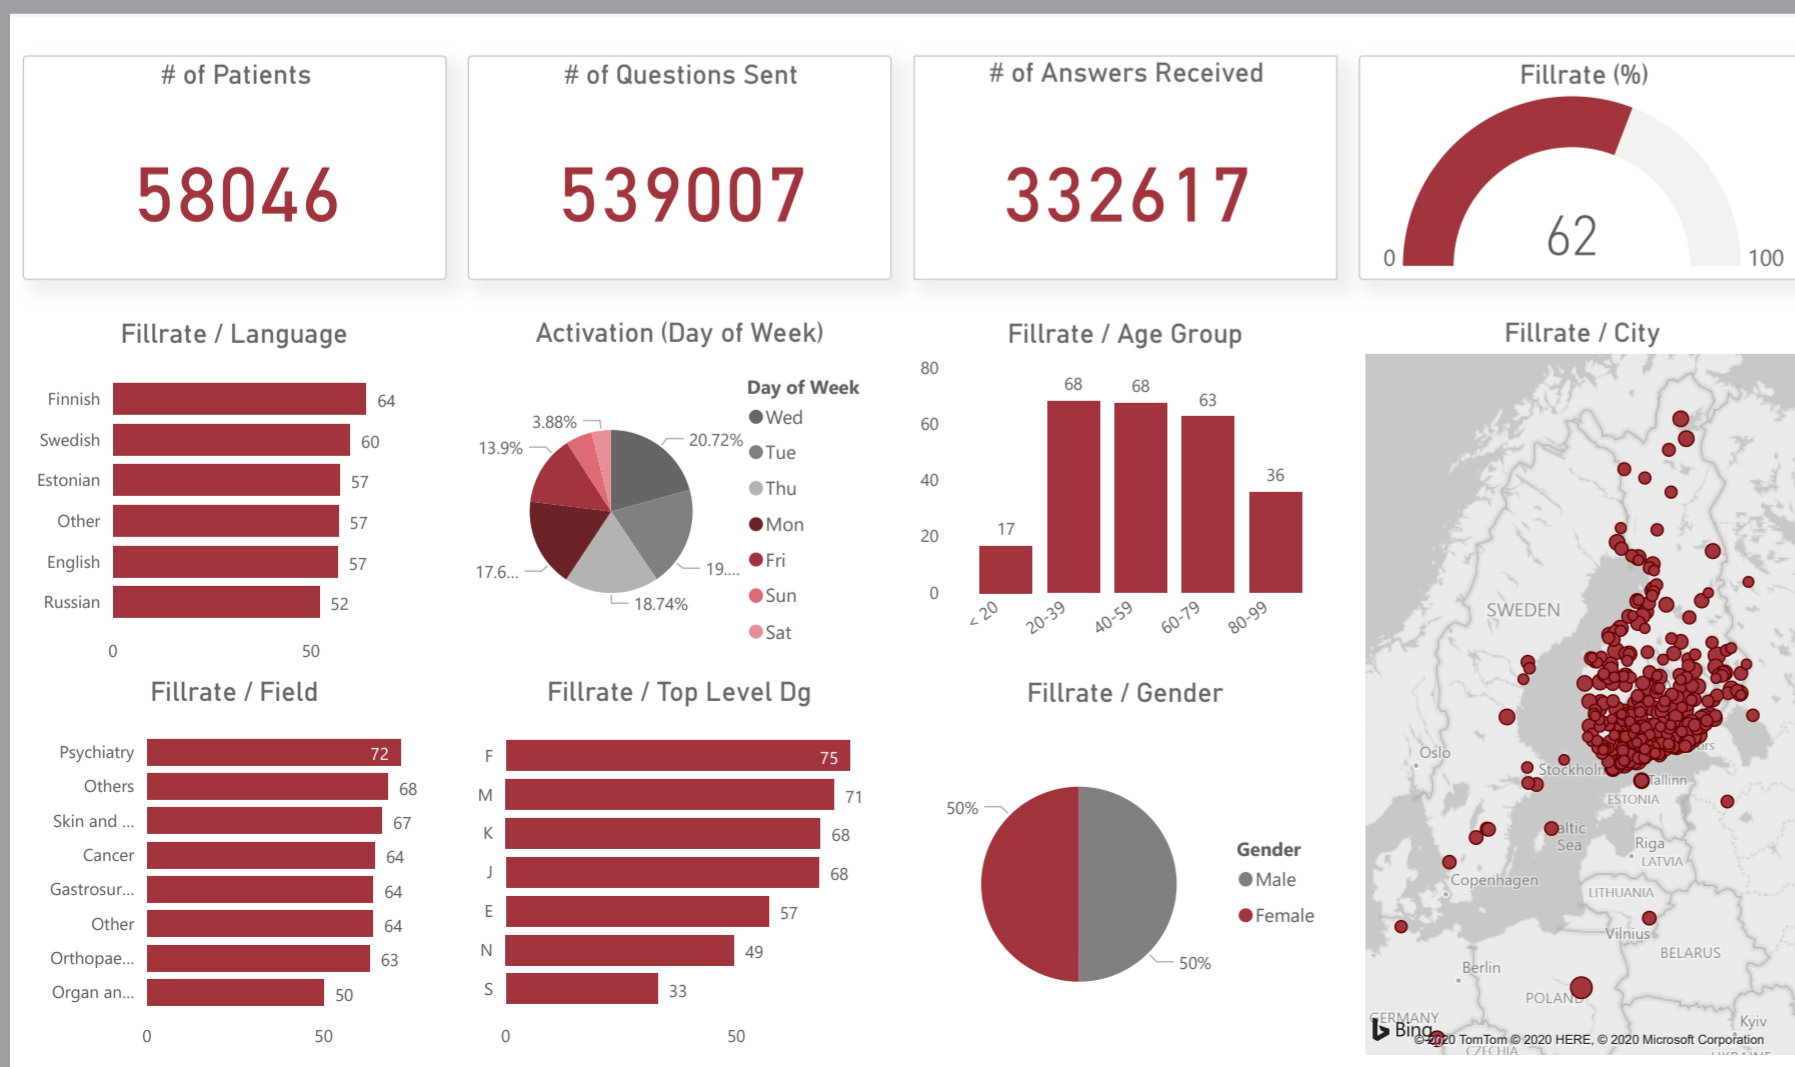 # of Patients
58046
# of Questions Sent
539007
# of Answers Received
332617
Fillrate (%)
62
0
100
Fillrate / Language
Finnish 64
Swedish 60
Estonian 57
Other 57
English 57
Russian 52
0 50
Activation (Day of Week)
3.88%
13.9%
20.72%
17.6...
19....
18.74%
Day of Week
Wed
Tue
Thu
Mon
Fri
Sun
Sat
Fillrate / Age Group
80
60
40
20
0
17
68
68
63
36
< 20
20-39
40-59
60-79
80-99
Fillrate / City
SWEDEN
Oslo
Stockholm
ors
Tallinn
ESTONIA
altic
Sea
Riga
LATVIA
Copenhagen
LITHUANIA
Vilnius
BELARUS
Berlin
POLAND
GERMANY
Kyiv
Bing
© 2020 TomTom © 2020 HERE, © 2020 Microsoft Corporation
CZECHIA
UKRAINE
Fillrate / Field
Psychiatry 72
Others 68
Skin and ... 67
Cancer 64
Gastrosur... 64
Other 64
Orthopae... 63
Organ an... 50
0 50
Fillrate / Top Level Dg
F 75
M 71
K 68
J 68
E 57
N 49
S 33
0 50
Fillrate / Gender
50%
50%
Gender
Male
Female